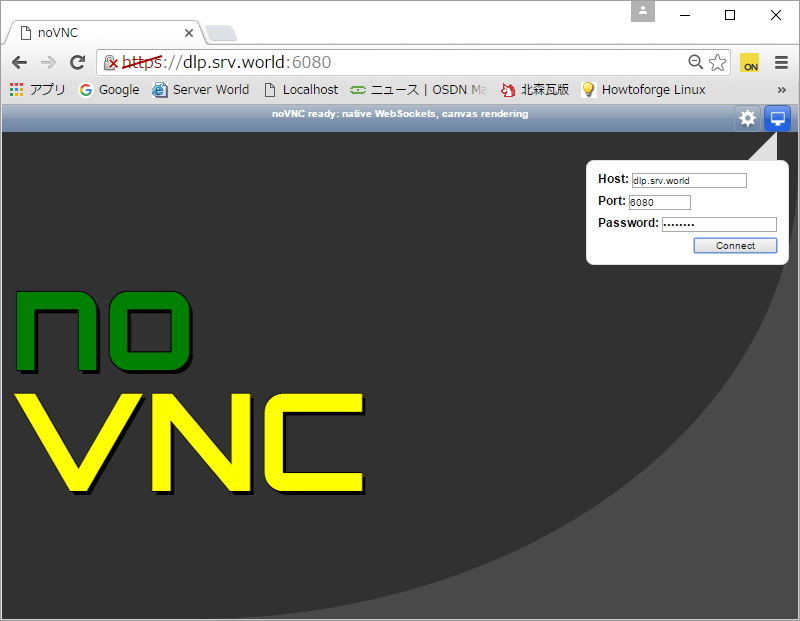 noVNC
https://dlp.srv.world:6080
ON
アプリ Google Server World Localhost ニュース | OSDN Ma 北森瓦版 Howtoforge Linux »
noVNC ready: native WebSockets, canvas rendering
Host: dlp.srv.world
Port: 6080
Password: ••••••••
Connect
no
VNC